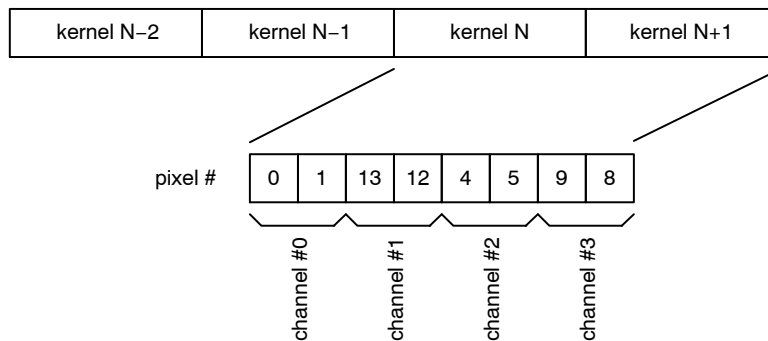 kernel N−2 kernel N−1 kernel N kernel N+1
pixel # 0 1 13 12 4 5 9 8
channel #0
channel #1
channel #2
channel #3